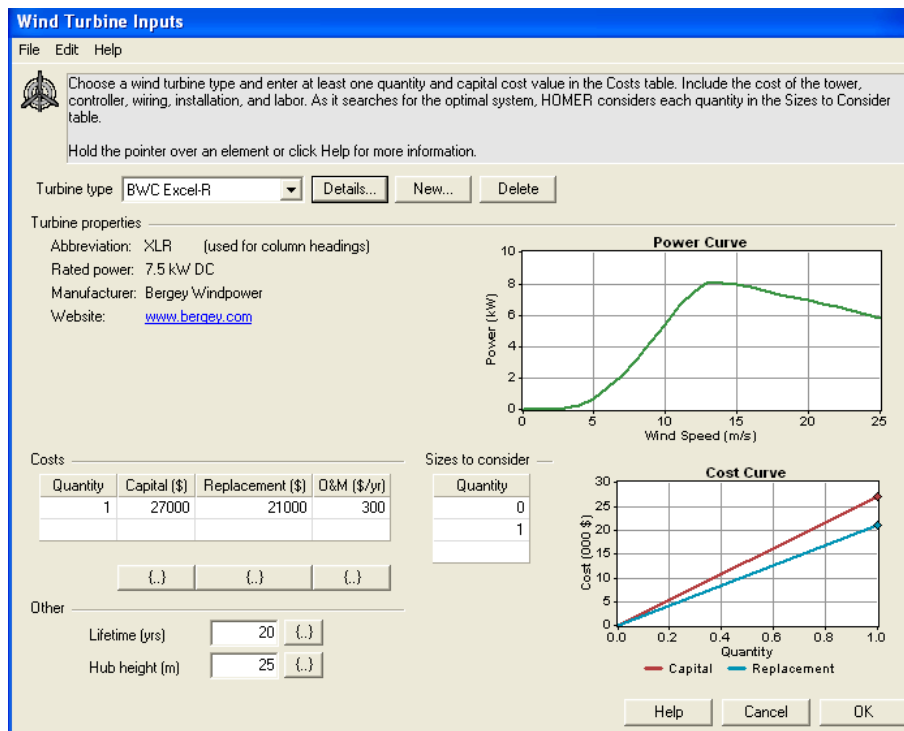 Wind Turbine Inputs
File Edit Help
Choose a wind turbine type and enter at least one quantity and capital cost value in the Costs table. Include the cost of the tower,
controller, wiring, installation, and labor. As it searches for the optimal system, HOMER considers each quantity in the Sizes to Consider
table.
Hold the pointer over an element or click Help for more information.
Turbine type BWC Excel-R Details... New... Delete
Turbine properties
Abbreviation: XLR (used for column headings)
Rated power: 7.5 kW DC
Manufacturer: Bergey Windpower
Website: www.bergey.com
Power Curve
10
8
6
4
2
0
Power (kW)
0 5 10 15 20 25
Wind Speed (m/s)
Costs
Quantity Capital ($) Replacement ($) O&M ($/yr)
1 27000 21000 300
{..} {..} {..}
Sizes to consider
Quantity
0
1
Cost Curve
30
25
20
15
10
5
0
Cost (000 $)
0.0 0.2 0.4 0.6 0.8 1.0
Quantity
Capital Replacement
Other
Lifetime (yrs) 20 {..}
Hub height (m) 25 {..}
Help Cancel OK